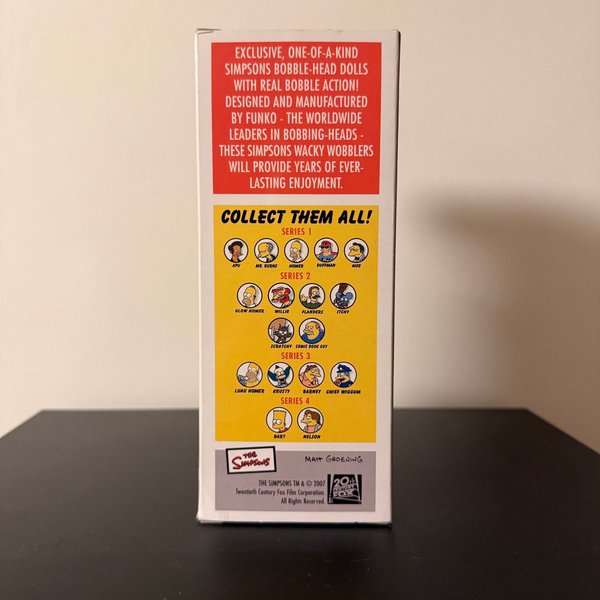 EXCLUSIVE, ONE-OF-A-KIND
SIMPSONS BOBBLE-HEAD DOLLS
WITH REAL BOBBLE ACTION!
DESIGNED AND MANUFACTURED
BY FUNKO - THE WORLDWIDE
LEADERS IN BOBBING-HEADS -
THESE SIMPSONS WACKY WOBBLERS
WILL PROVIDE YEARS OF EVER-
LASTING ENJOYMENT.
COLLECT THEM ALL!
SERIES 1
APU MR. BURNS HOMER DUFFMAN MOE
SERIES 2
GLOW HOMER WILLIE FLANDERS ITCHY
SCRATCHY COMIC BOOK GUY
SERIES 3
LUAU HOMER KRUSTY BARNEY CHIEF WIGGUM
SERIES 4
BART NELSON
THE SIMPSONS
MATT GROENING
THE SIMPSONS TM & © 2007
Twentieth Century Fox Film Corporation.
All Rights Reserved.
20th CENTURY FOX